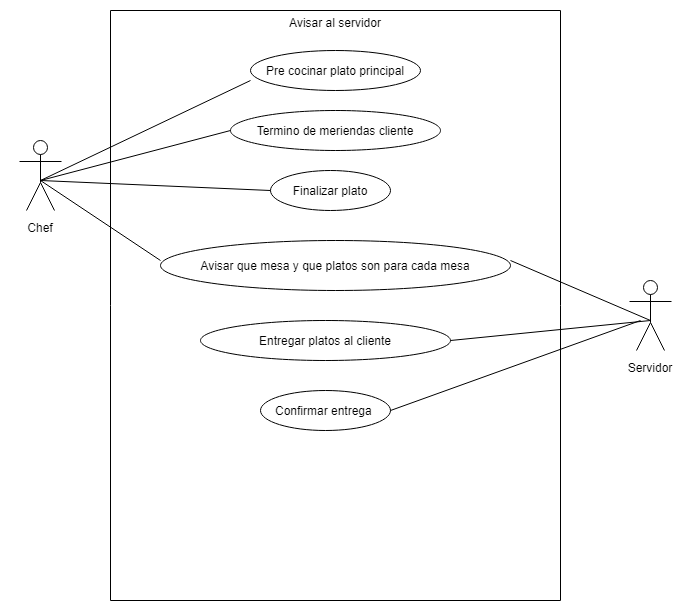 Avisar al servidor
Pre cocinar plato principal
Termino de meriendas cliente
Finalizar plato
Chef
Avisar que mesa y que platos son para cada mesa
Entregar platos al cliente
Servidor
Confirmar entrega